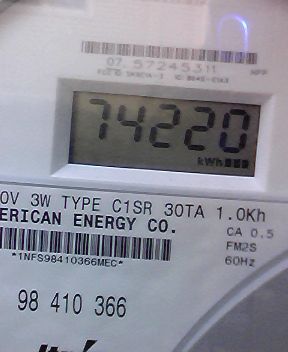 07 57245311
74220
kWh
0V 3W TYPE C1SR 30TA 1.0Kh
ERICAN ENERGY CO.
CA 0.5
FM2S
60Hz
*1NFS98410366MEC*
98 410 366